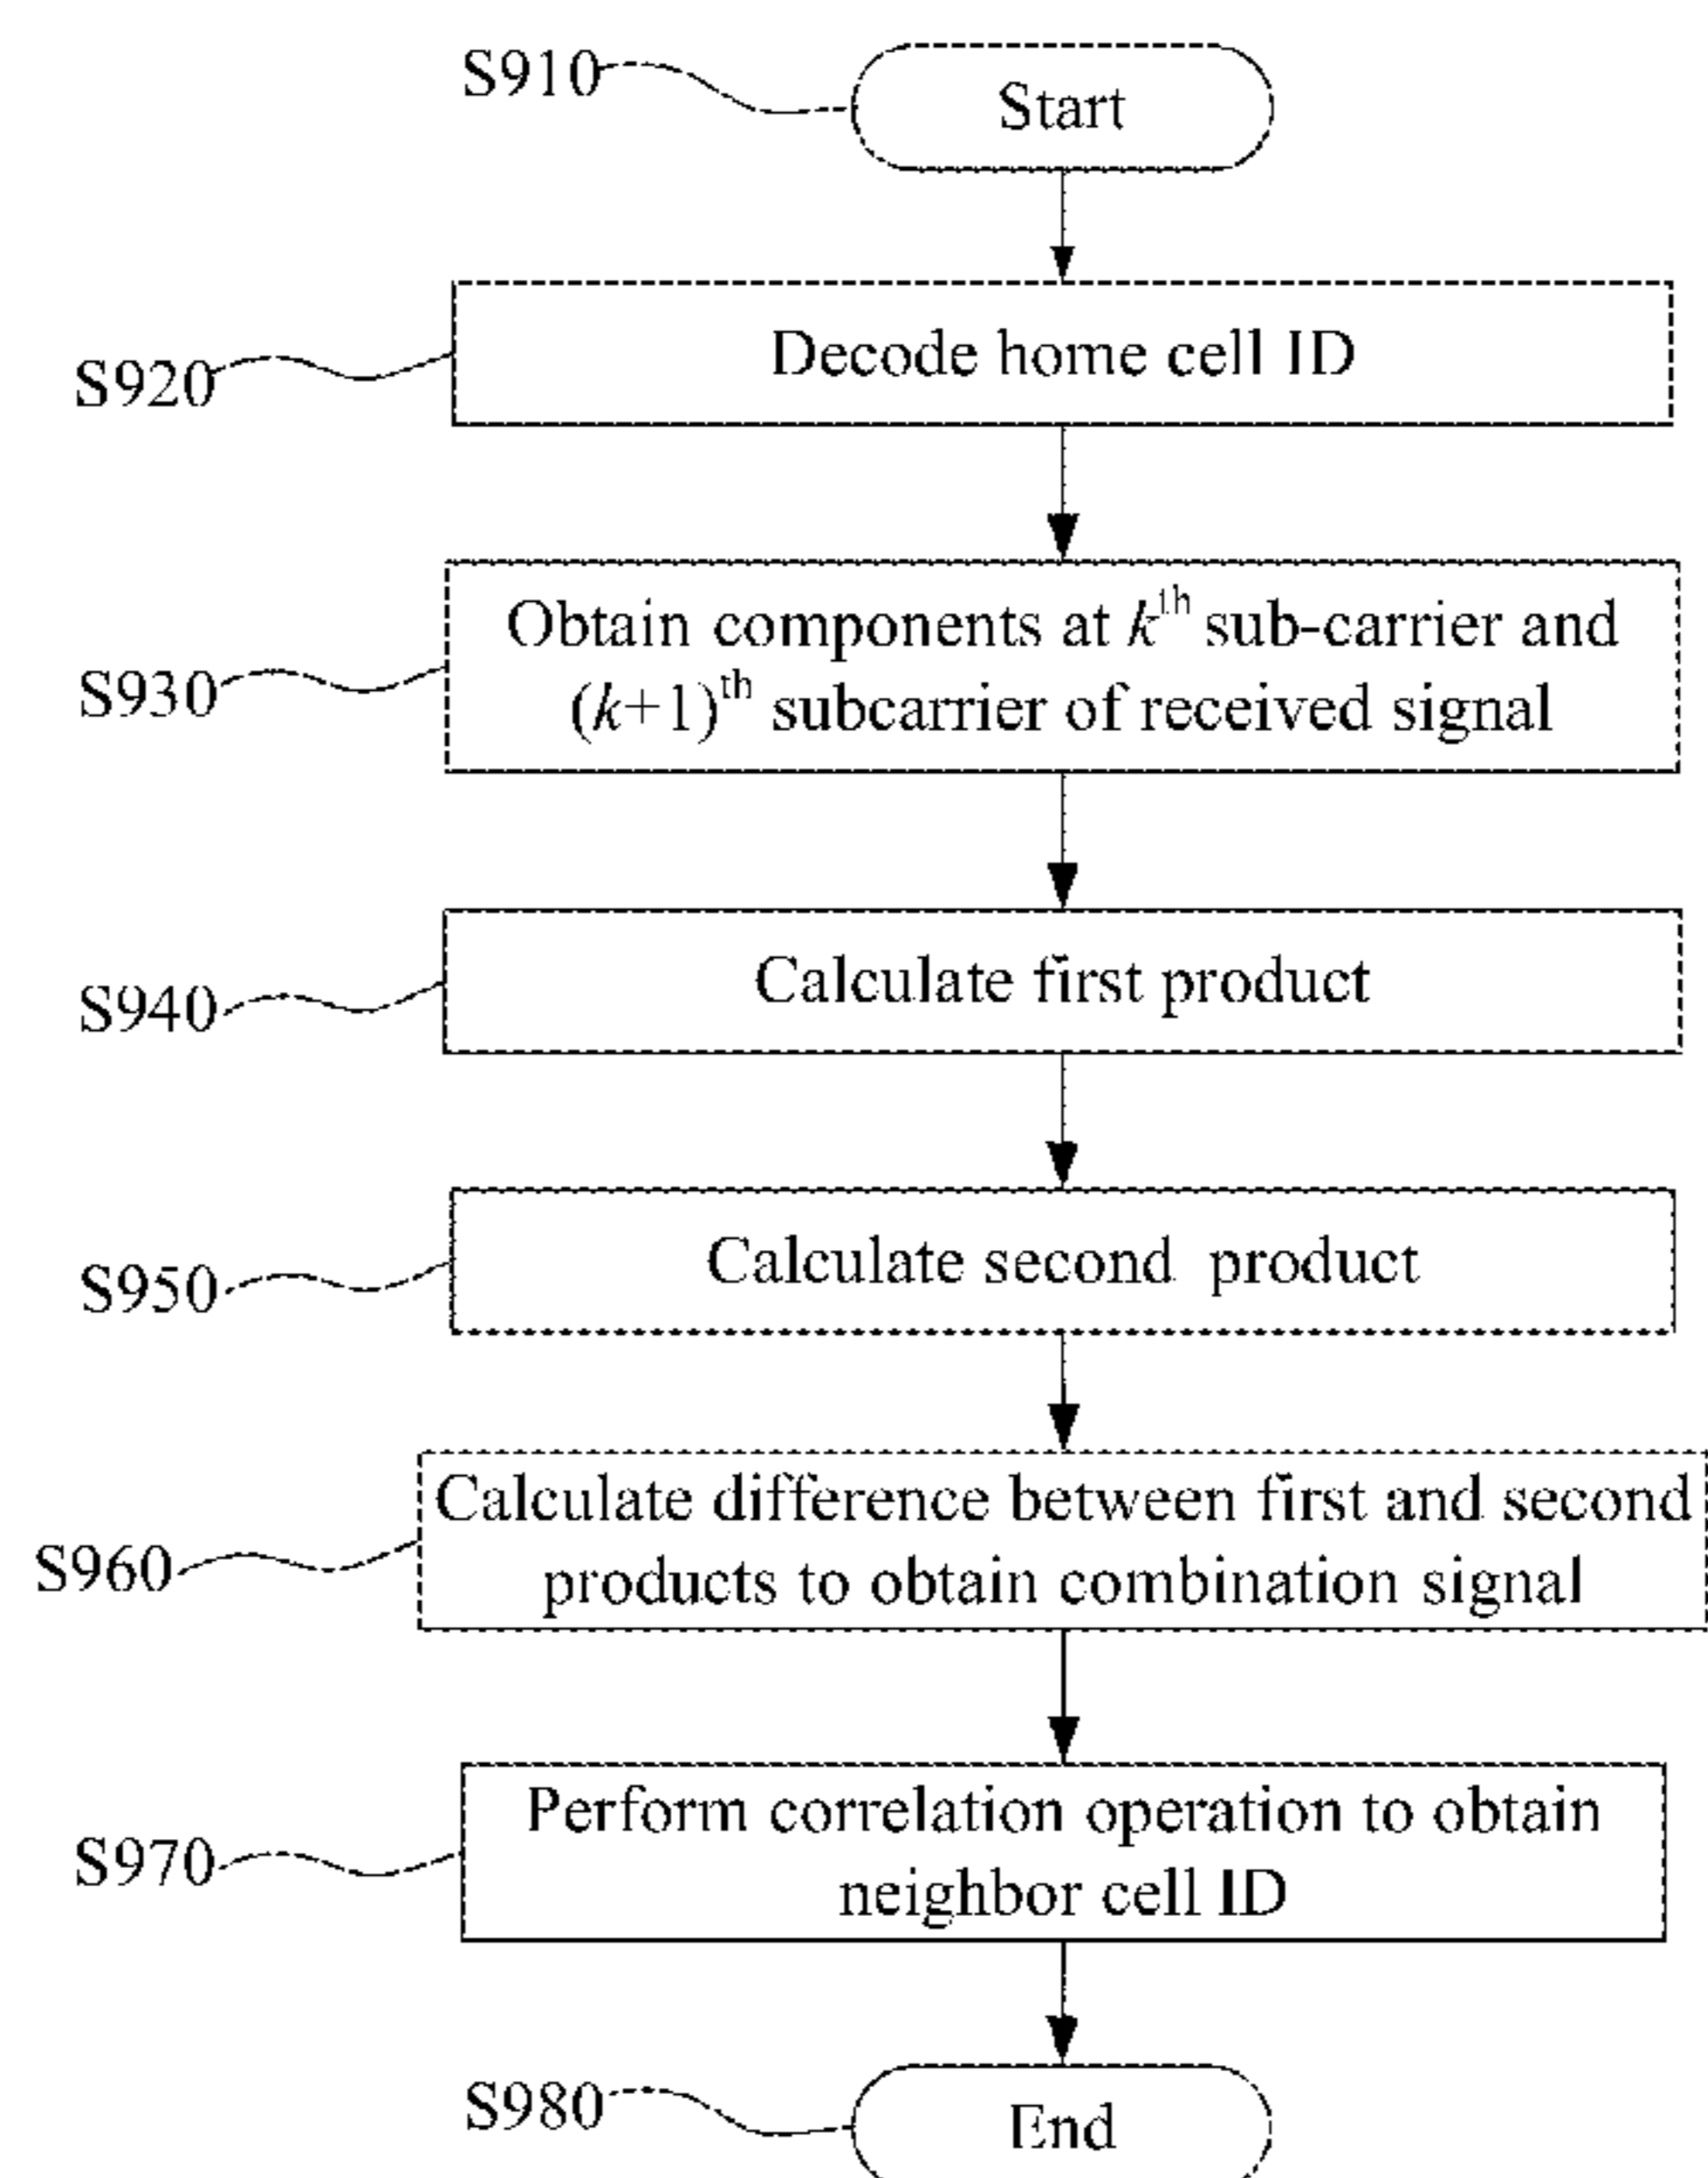 S910
Start
S920
Decode home cell ID
S930
Obtain components at kth sub-carrier and
(k+1)th subcarrier of received signal
S940
Calculate first product
S950
Calculate second product
S960
Calculate difference between first and second
products to obtain combination signal
S970
Perform correlation operation to obtain
neighbor cell ID
S980
End